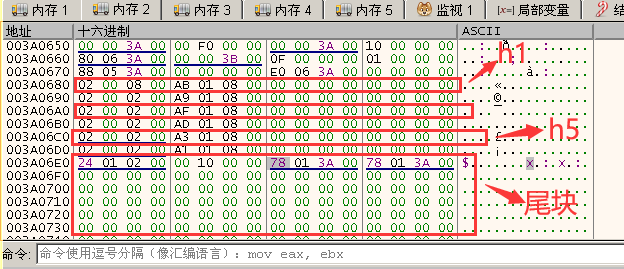 内存 1 内存 2 内存 3 内存 4 内存 5 监视 1 [x=] 局部变量
地址 十六进制 ASCII
003A0650 00 00 3A 00 00 F0 00 00 00 00 3A 00 10 00 00 00
003A0660 80 06 3A 00 00 00 3B 00 0F 00 00 00 01 00 00 00
003A0670 88 05 3A 00 00 00 00 00 E0 06 3A 00 00 00 00 00
h1
003A0680 02 00 08 00 AB 01 08 00 00 00 00 00 00 00 00 00
003A0690 02 00 02 00 A9 01 08 00 00 00 00 00 00 00 00 00
003A06A0 02 00 02 00 AF 01 08 00 00 00 00 00 00 00 00 00
003A06B0 02 00 02 00 AD 01 08 00 00 00 00 00 00 00 00 00
003A06C0 02 00 02 00 A3 01 08 00 00 00 00 00 00 00 00 00
h5
003A06D0 02 00 02 00 A1 01 08 00 00 00 00 00 00 00 00 00
003A06E0 24 01 02 00 00 10 00 00 78 01 3A 00 78 01 3A 00 $. x.: x.:
003A06F0 00 00 00 00 00 00 00 00 00 00 00 00 00 00 00 00
003A0700 00 00 00 00 00 00 00 00 00 00 00 00 00 00 00 00
尾块
003A0710 00 00 00 00 00 00 00 00 00 00 00 00 00 00 00 00
003A0720 00 00 00 00 00 00 00 00 00 00 00 00 00 00 00 00
003A0730 00 00 00 00 00 00 00 00 00 00 00 00 00 00 00 00
命令: 命令使用逗号分隔（像汇编语言）: mov eax, ebx